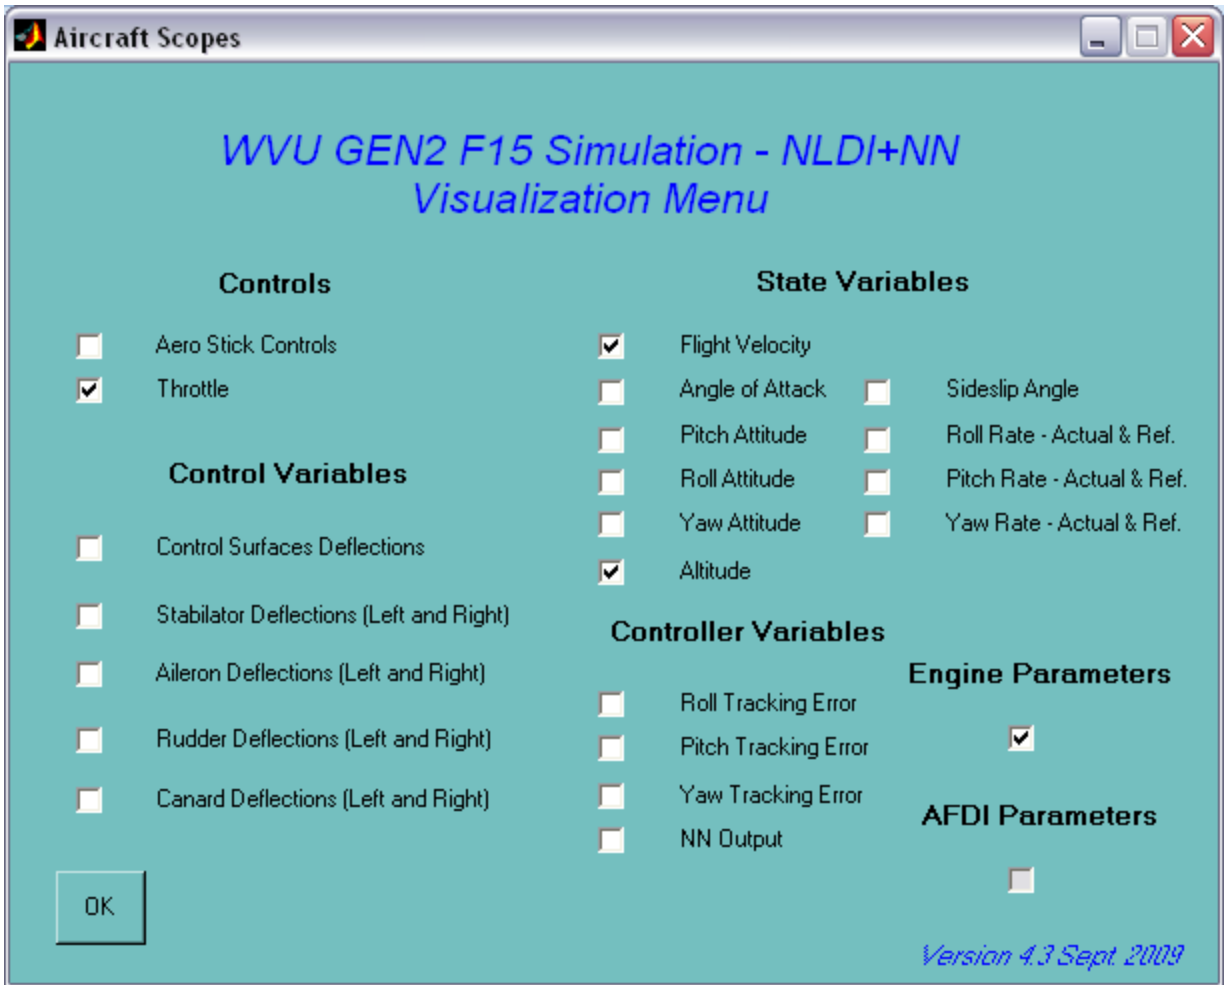 Aircraft Scopes
WVU GEN2 F15 Simulation - NLDI+NN
Visualization Menu
Controls
Aero Stick Controls
Throttle
Control Variables
Control Surfaces Deflections
Stabilator Deflections (Left and Right)
Aileron Deflections (Left and Right)
Rudder Deflections (Left and Right)
Canard Deflections (Left and Right)
OK
State Variables
Flight Velocity
Angle of Attack
Sideslip Angle
Pitch Attitude
Roll Rate - Actual & Ref.
Roll Attitude
Pitch Rate - Actual & Ref.
Yaw Attitude
Yaw Rate - Actual & Ref.
Altitude
Controller Variables
Roll Tracking Error
Pitch Tracking Error
Yaw Tracking Error
NN Output
Engine Parameters
AFDI Parameters
Version 4.3 Sept. 2009